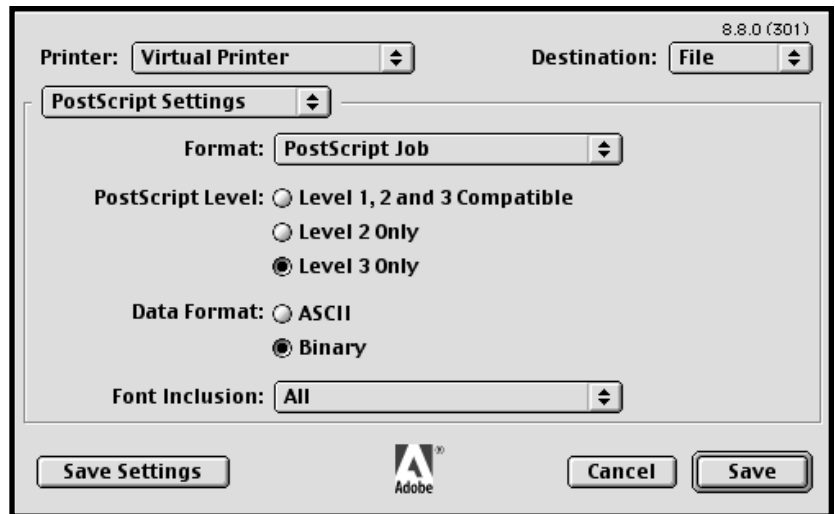 8.8.0 (301)
Printer: Virtual Printer Destination: File
PostScript Settings
Format: PostScript Job
PostScript Level: Level 1, 2 and 3 Compatible
Level 2 Only
Level 3 Only
Data Format: ASCII
Binary
Font Inclusion: All
Save Settings Adobe® Cancel Save